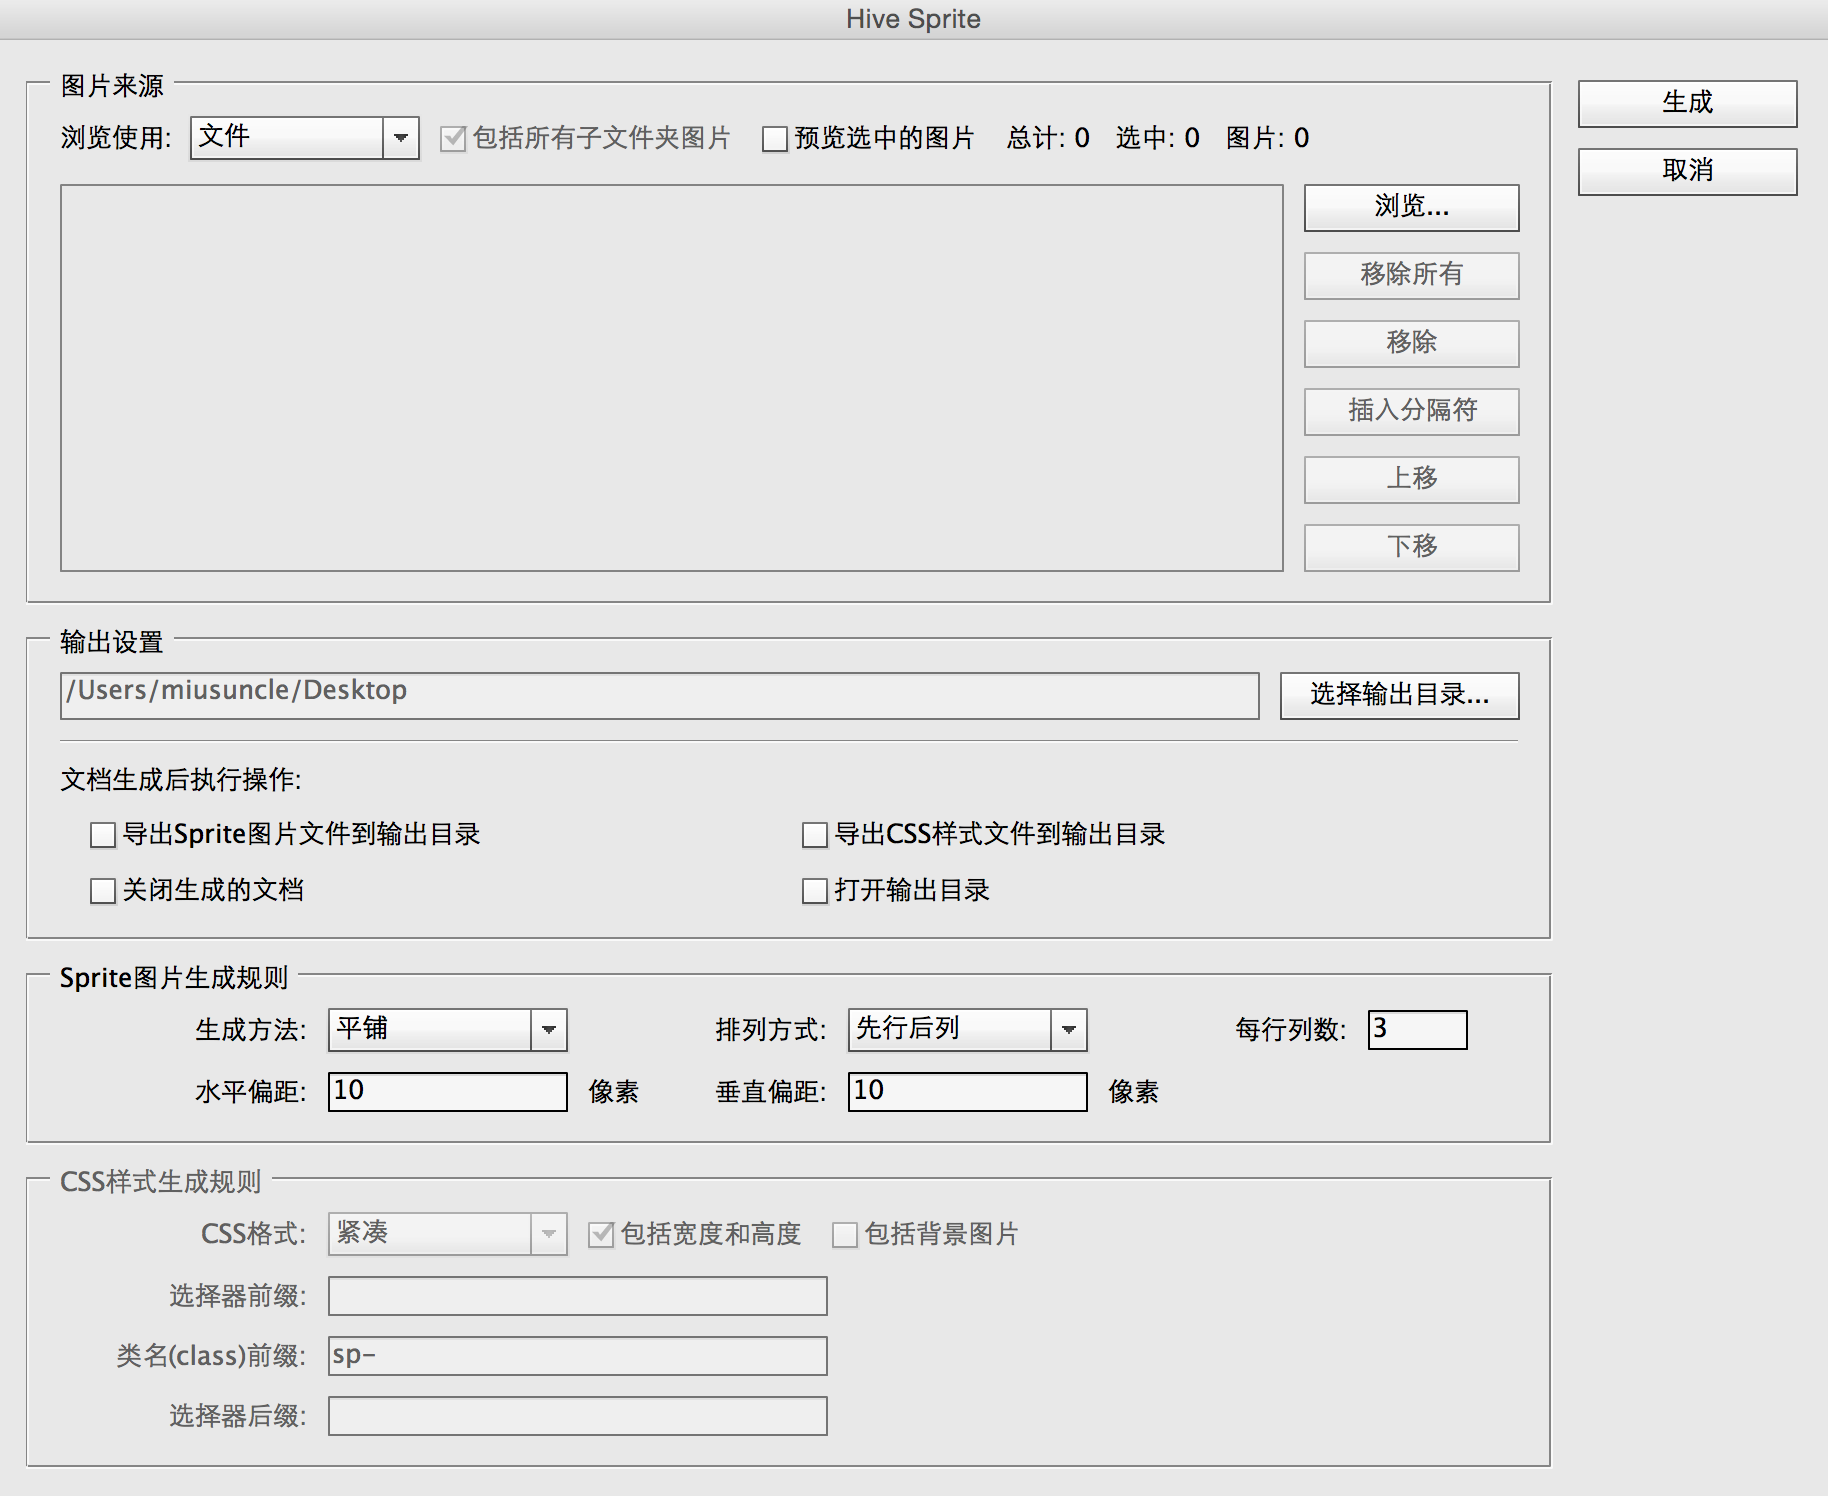 Hive Sprite
图片来源
浏览使用: 文件 包括所有子文件夹图片 预览选中的图片 总计: 0 选中: 0 图片: 0
生成
取消
浏览...
移除所有
移除
插入分隔符
上移
下移
输出设置
/Users/miusuncle/Desktop 选择输出目录...
文档生成后执行操作:
导出Sprite图片文件到输出目录 导出CSS样式文件到输出目录
关闭生成的文档 打开输出目录
Sprite图片生成规则
生成方法: 平铺 排列方式: 先行后列 每行列数: 3
水平偏距: 10 像素 垂直偏距: 10 像素
CSS样式生成规则
CSS格式: 紧凑 包括宽度和高度 包括背景图片
选择器前缀:
类名(class)前缀: sp-
选择器后缀: